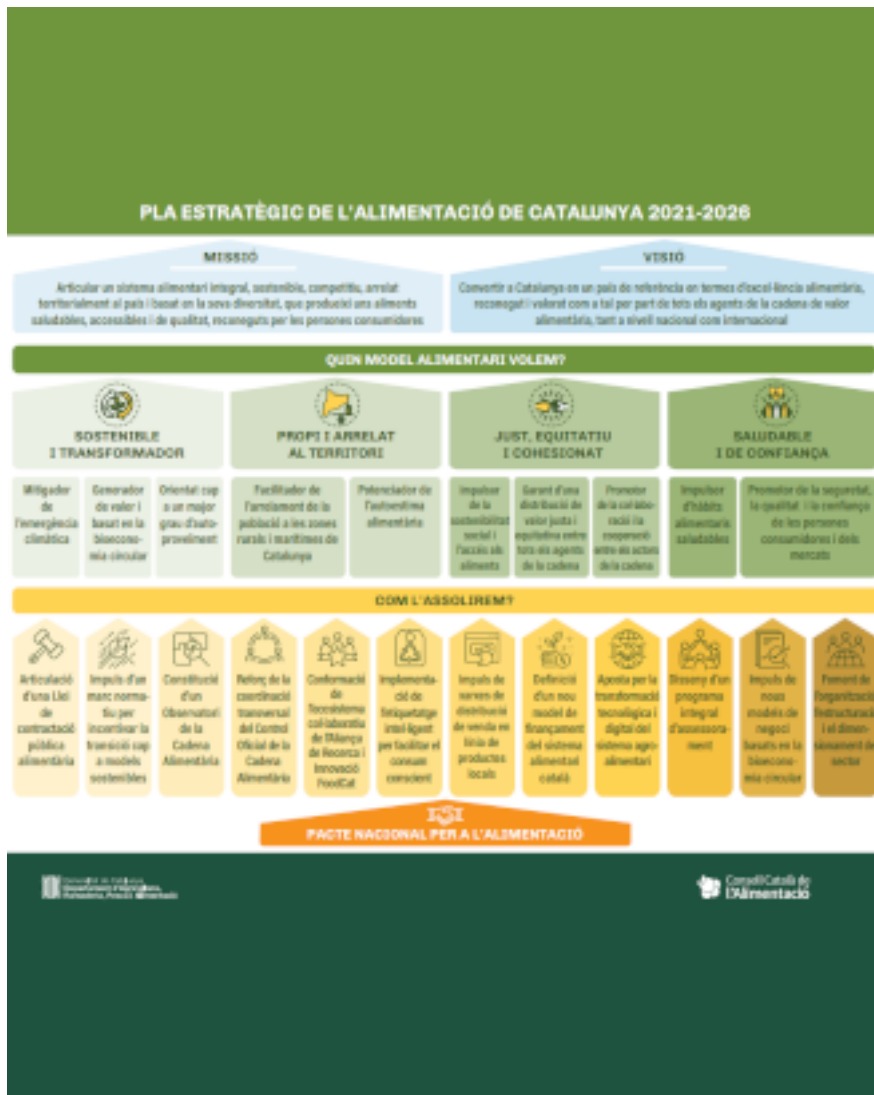 PLA ESTRATÈGIC DE L'ALIMENTACIÓ DE CATALUNYA 2021-2026
MISSIÓ
Articular un sistema alimentari integral, sostenible, competitiu, arrelat
territorialment al país i basat en la seva diversitat, que produeixi uns aliments
saludables, accessibles i de qualitat, reconeguts per les persones consumidores
VISIÓ
Convertir a Catalunya en un país de referència en termes d'excel·lència alimentària,
reconegut i valorat com a tal per part de tots els agents de la cadena de valor
alimentària, tant a nivell nacional com internacional
QUIN MODEL ALIMENTARI VOLEM?
SOSTENIBLE
I TRANSFORMADOR
PROPI I ARRELAT
AL TERRITORI
JUST, EQUITATIU
I COHESIONAT
SALUDABLE
I DE CONFIANÇA
Mitigador
de
l'emergència
climàtica
Generador
de valor i
basat en la
bioecono-
mia circular
Orientat cap
a un major
grau d'auto-
proveïment
Facilitador de
l'arrelament de la
població a les zones
rurals i marítimes de
Catalunya
Potenciador de
l'autoestima
alimentària
Impulsor
de la
sostenibilitat
social i
l'accés als
aliments
Garant d'una
distribució de
valor justa i
equitativa entre
tots els agents
de la cadena
Promotor
de la col·labo-
ració i la
cooperació
entre els actors
de la cadena
Impulsor
d'hàbits
alimentaris
saludables
Promotor de la seguretat,
la qualitat i la confiança
de les persones
consumidores i dels
mercats
COM L'ASSOLIREM?
Articulació
d'una Llei
de
contractació
pública
alimentària
Impuls d'un
marc norma-
tiu per
incentivar la
transició cap
a models
sostenibles
Constitució
d'un
Observatori
de la
Cadena
Alimentària
Reforç de la
coordinació
transversal
del Control
Oficial de la
Cadena
Alimentària
Conformació
de
l'ecosistema
col·laboratiu
de l'Aliança
de Recerca i
Innovació
FoodCat
Implementa-
ció de
l'etiquetatge
intel·ligent
per facilitar el
consum
conscient
Impuls de
xarxes de
distribució
de venda en
línia de
productes
locals
Definició
d'un nou
model de
finançament
del sistema
alimentari
català
Aposta per la
transformació
tecnològica i
digital del
sistema agro-
alimentari
Disseny d'un
programa
integral
d'assessora-
ment
Impuls de
nous
models de
negoci
basats en la
bioecono-
mia circular
Foment de
l'organització,
l'estructuració
i el dimen-
sionament del
sector
PACTE NACIONAL PER A L'ALIMENTACIÓ
Generalitat de Catalunya
Departament d'Agricultura,
Ramaderia, Pesca i Alimentació
Consell Català de
l'Alimentació